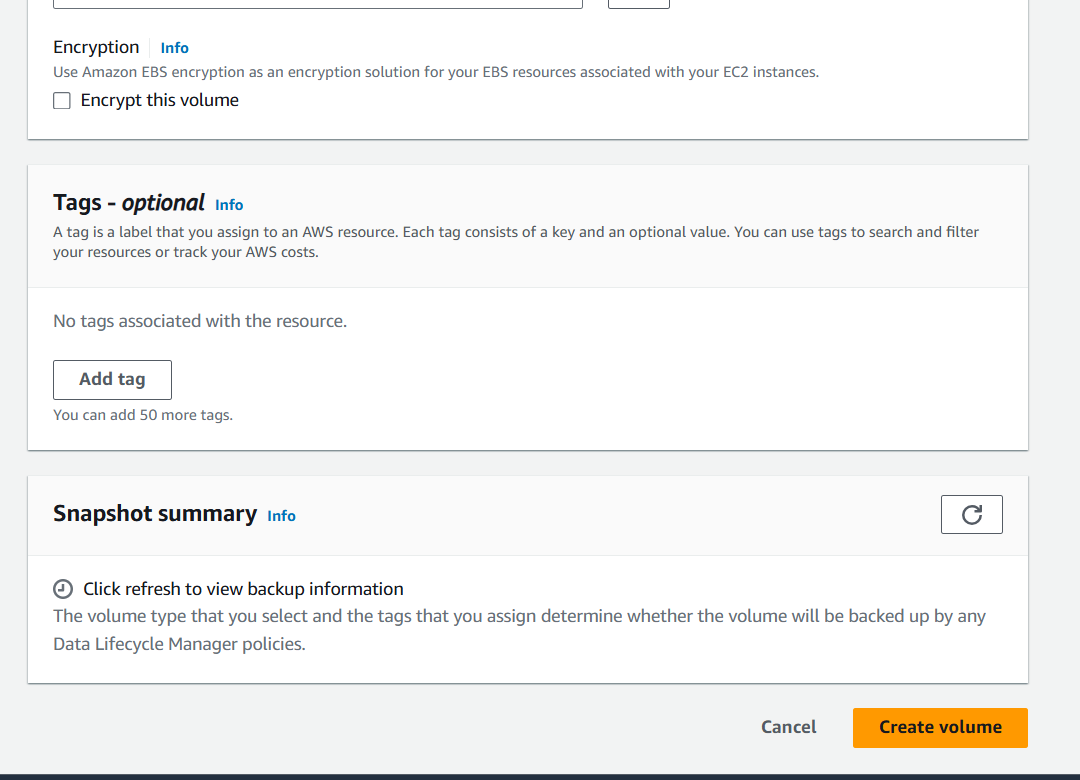 Encryption Info
Use Amazon EBS encryption as an encryption solution for your EBS resources associated with your EC2 instances.
Encrypt this volume
Tags - optional Info
A tag is a label that you assign to an AWS resource. Each tag consists of a key and an optional value. You can use tags to search and filter
your resources or track your AWS costs.
No tags associated with the resource.
Add tag
You can add 50 more tags.
Snapshot summary Info
Click refresh to view backup information
The volume type that you select and the tags that you assign determine whether the volume will be backed up by any
Data Lifecycle Manager policies.
Cancel Create volume